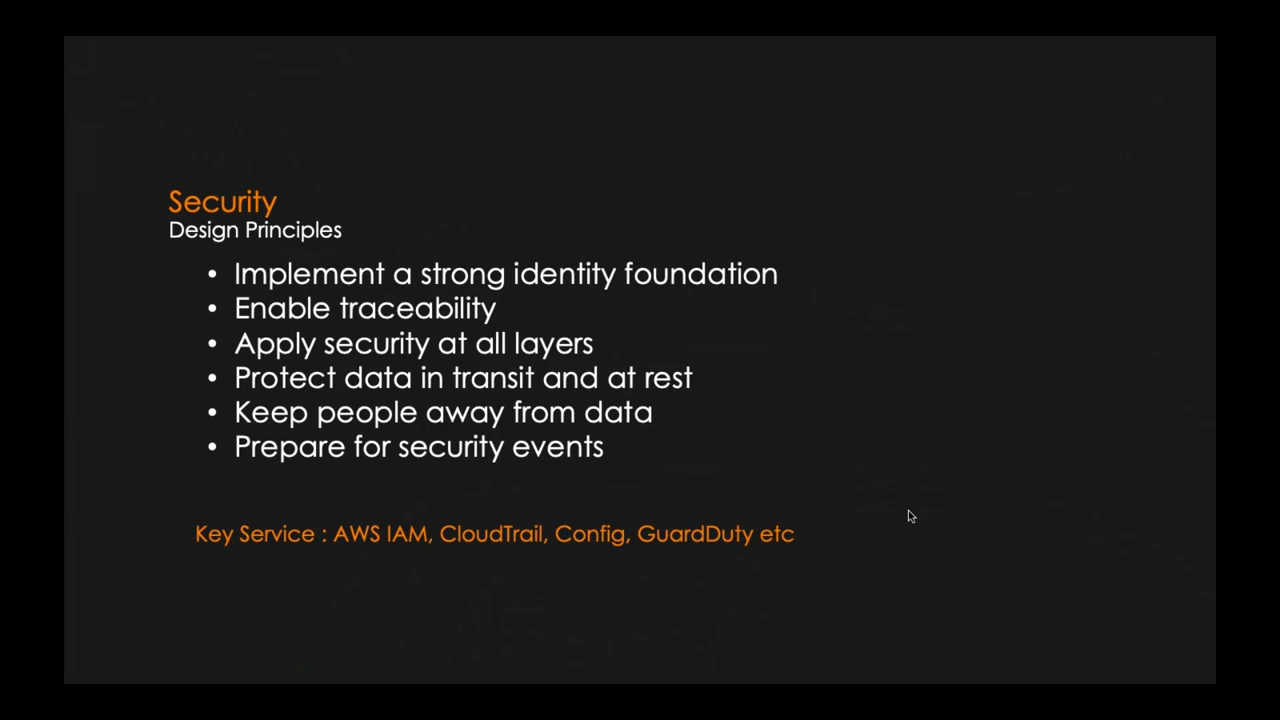 Security
Design Principles
• Implement a strong identity foundation
• Enable traceability
• Apply security at all layers
• Protect data in transit and at rest
• Keep people away from data
• Prepare for security events
Key Service : AWS IAM, CloudTrail, Config, GuardDuty etc